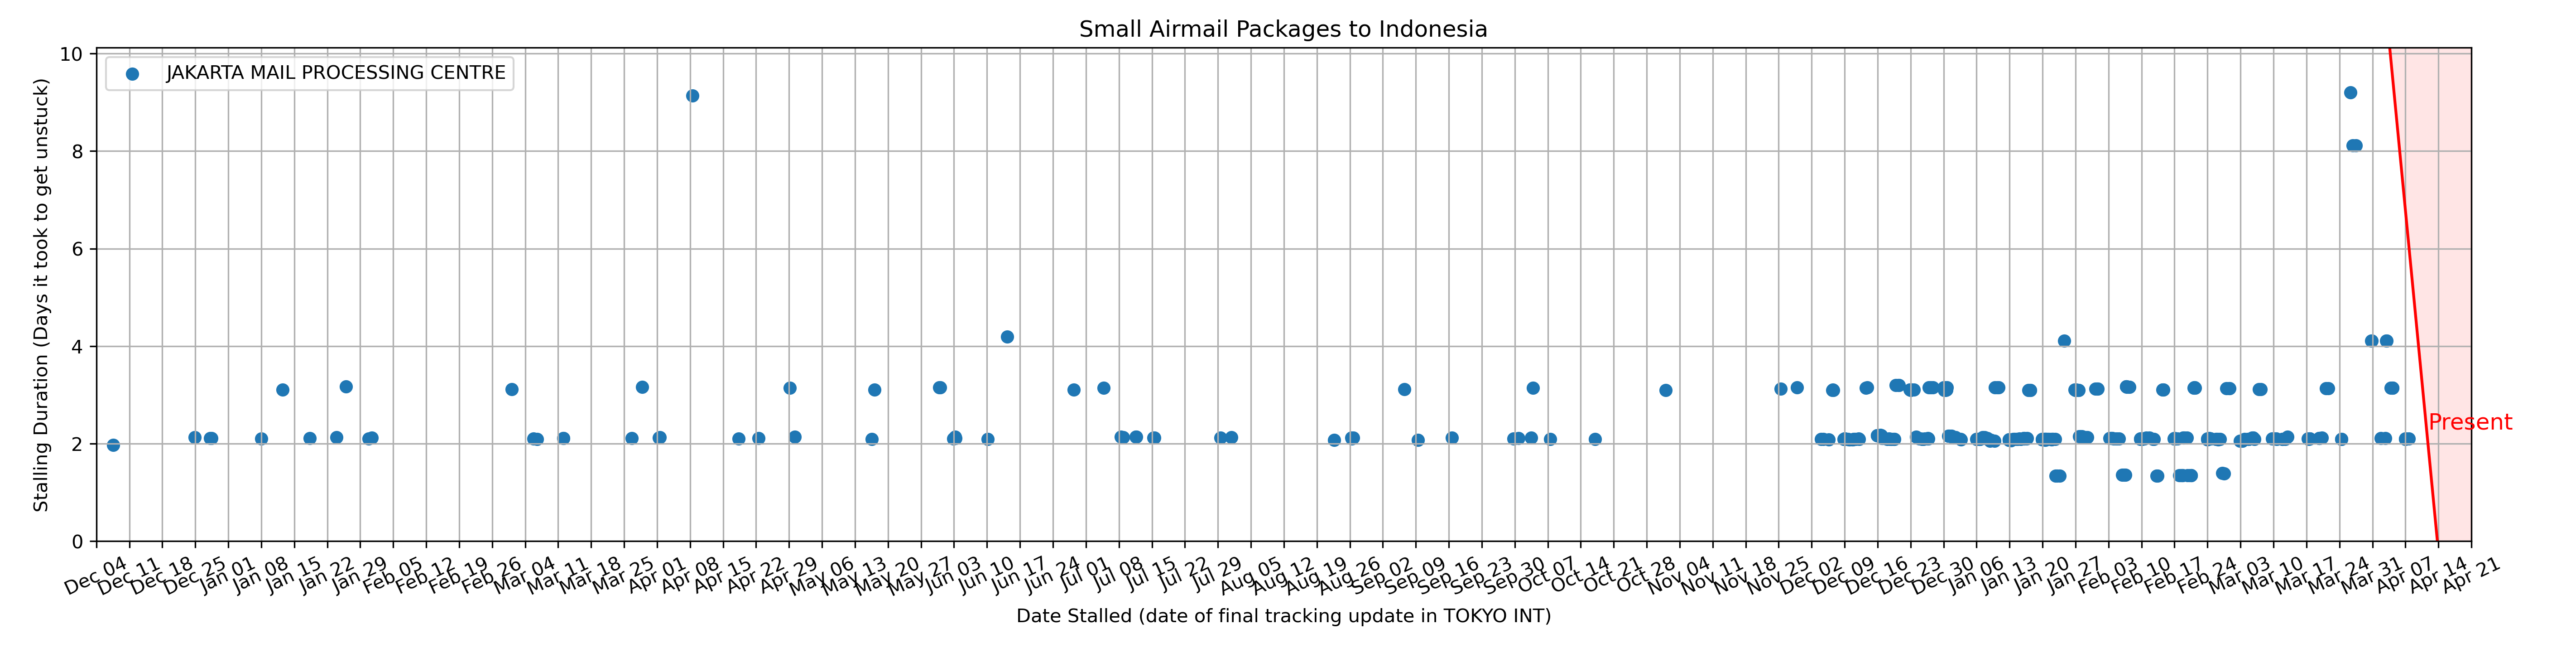 Small Airmail Packages to Indonesia
JAKARTA MAIL PROCESSING CENTRE
Stalling Duration (Days it took to get unstuck)
10
8
6
4
2
0
Present
Dec 04
Dec 11
Dec 18
Dec 25
Jan 01
Jan 08
Jan 15
Jan 22
Jan 29
Feb 05
Feb 12
Feb 19
Feb 26
Mar 04
Mar 11
Mar 18
Mar 25
Apr 01
Apr 08
Apr 15
Apr 22
Apr 29
May 06
May 13
May 20
May 27
Jun 03
Jun 10
Jun 17
Jun 24
Jul 01
Jul 08
Jul 15
Jul 22
Jul 29
Aug 05
Aug 12
Aug 19
Aug 26
Sep 02
Sep 09
Sep 16
Sep 23
Sep 30
Oct 07
Oct 14
Oct 21
Oct 28
Nov 04
Nov 11
Nov 18
Nov 25
Dec 02
Dec 09
Dec 16
Dec 23
Dec 30
Jan 06
Jan 13
Jan 20
Jan 27
Feb 03
Feb 10
Feb 17
Feb 24
Mar 03
Mar 10
Mar 17
Mar 24
Mar 31
Apr 07
Apr 14
Apr 21
Date Stalled (date of final tracking update in TOKYO INT)